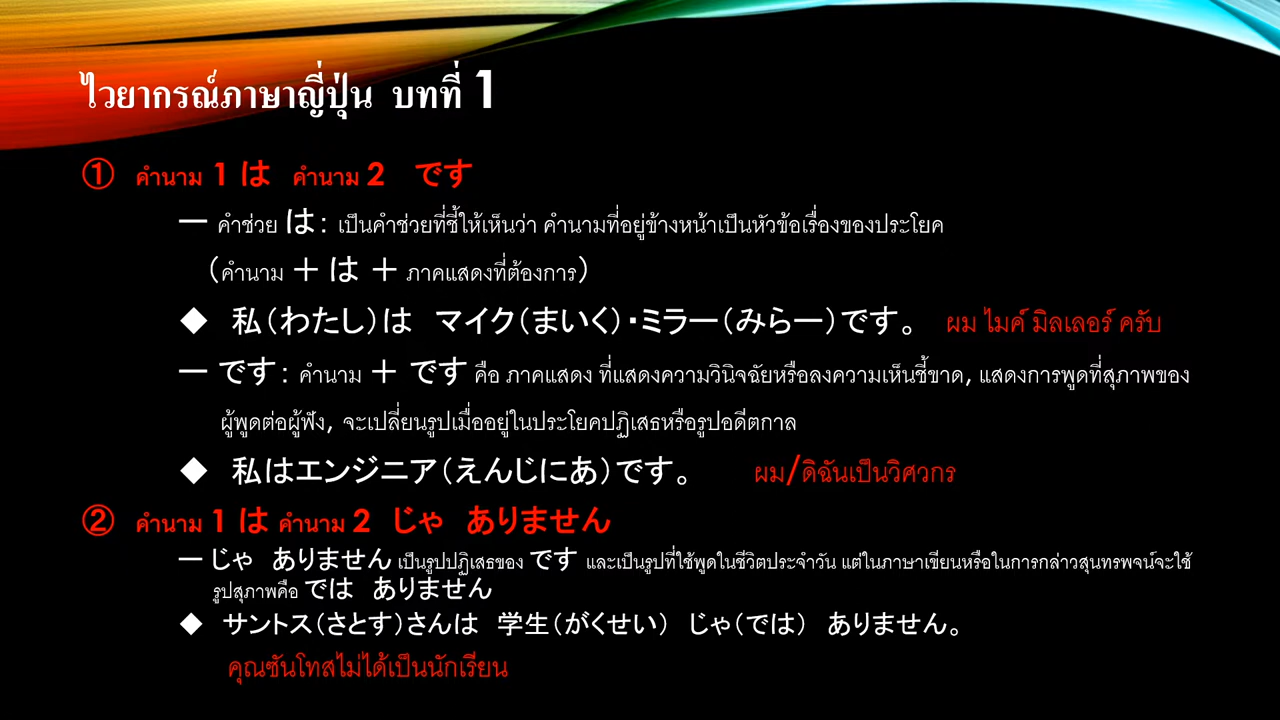 ไวยากรณ์ภาษาญี่ปุ่น บทที่ 1
① คำนาม 1 は คำนาม 2 です
ー คำช่วย は : เป็นคำช่วยที่ชี้ให้เห็นว่า คำนามที่อยู่ข้างหน้าเป็นหัวข้อเรื่องของประโยค
(คำนาม + は + ภาคแสดงที่ต้องการ)
◆ 私(わたし)は マイク(まいく)・ミラー(みらー)です。 ผม ไมค์ มิลเลอร์ ครับ
ー です : คำนาม + です คือ ภาคแสดง ที่แสดงความวินิจฉัยหรือลงความเห็นชี้ขาด, แสดงการพูดที่สุภาพของ
ผู้พูดต่อผู้ฟัง, จะเปลี่ยนรูปเมื่ออยู่ในประโยคปฏิเสธหรือรูปอดีตกาล
◆ 私はエンジニア(えんじにあ)です。 ผม/ดิฉันเป็นวิศวกร
② คำนาม 1 は คำนาม 2 じゃ ありません
ー じゃ ありません เป็นรูปปฏิเสธของ です และเป็นรูปที่ใช้พูดในชีวิตประจำวัน แต่ในภาษาเขียนหรือในการกล่าวสุนทรพจน์จะใช้
รูปสุภาพคือ では ありません
◆ サントス(さとす)さんは 学生(がくせい) じゃ(では) ありません。
คุณซันโทสไม่ได้เป็นนักเรียน